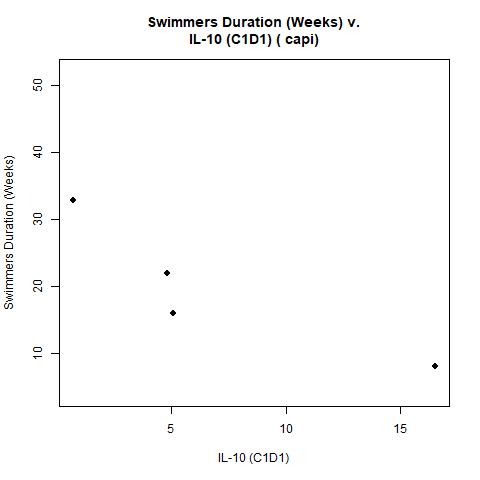 Swimmers Duration (Weeks) v.
IL-10 (C1D1) ( capi)
Swimmers Duration (Weeks)
50
40
30
20
10
5
10
15
IL-10 (C1D1)